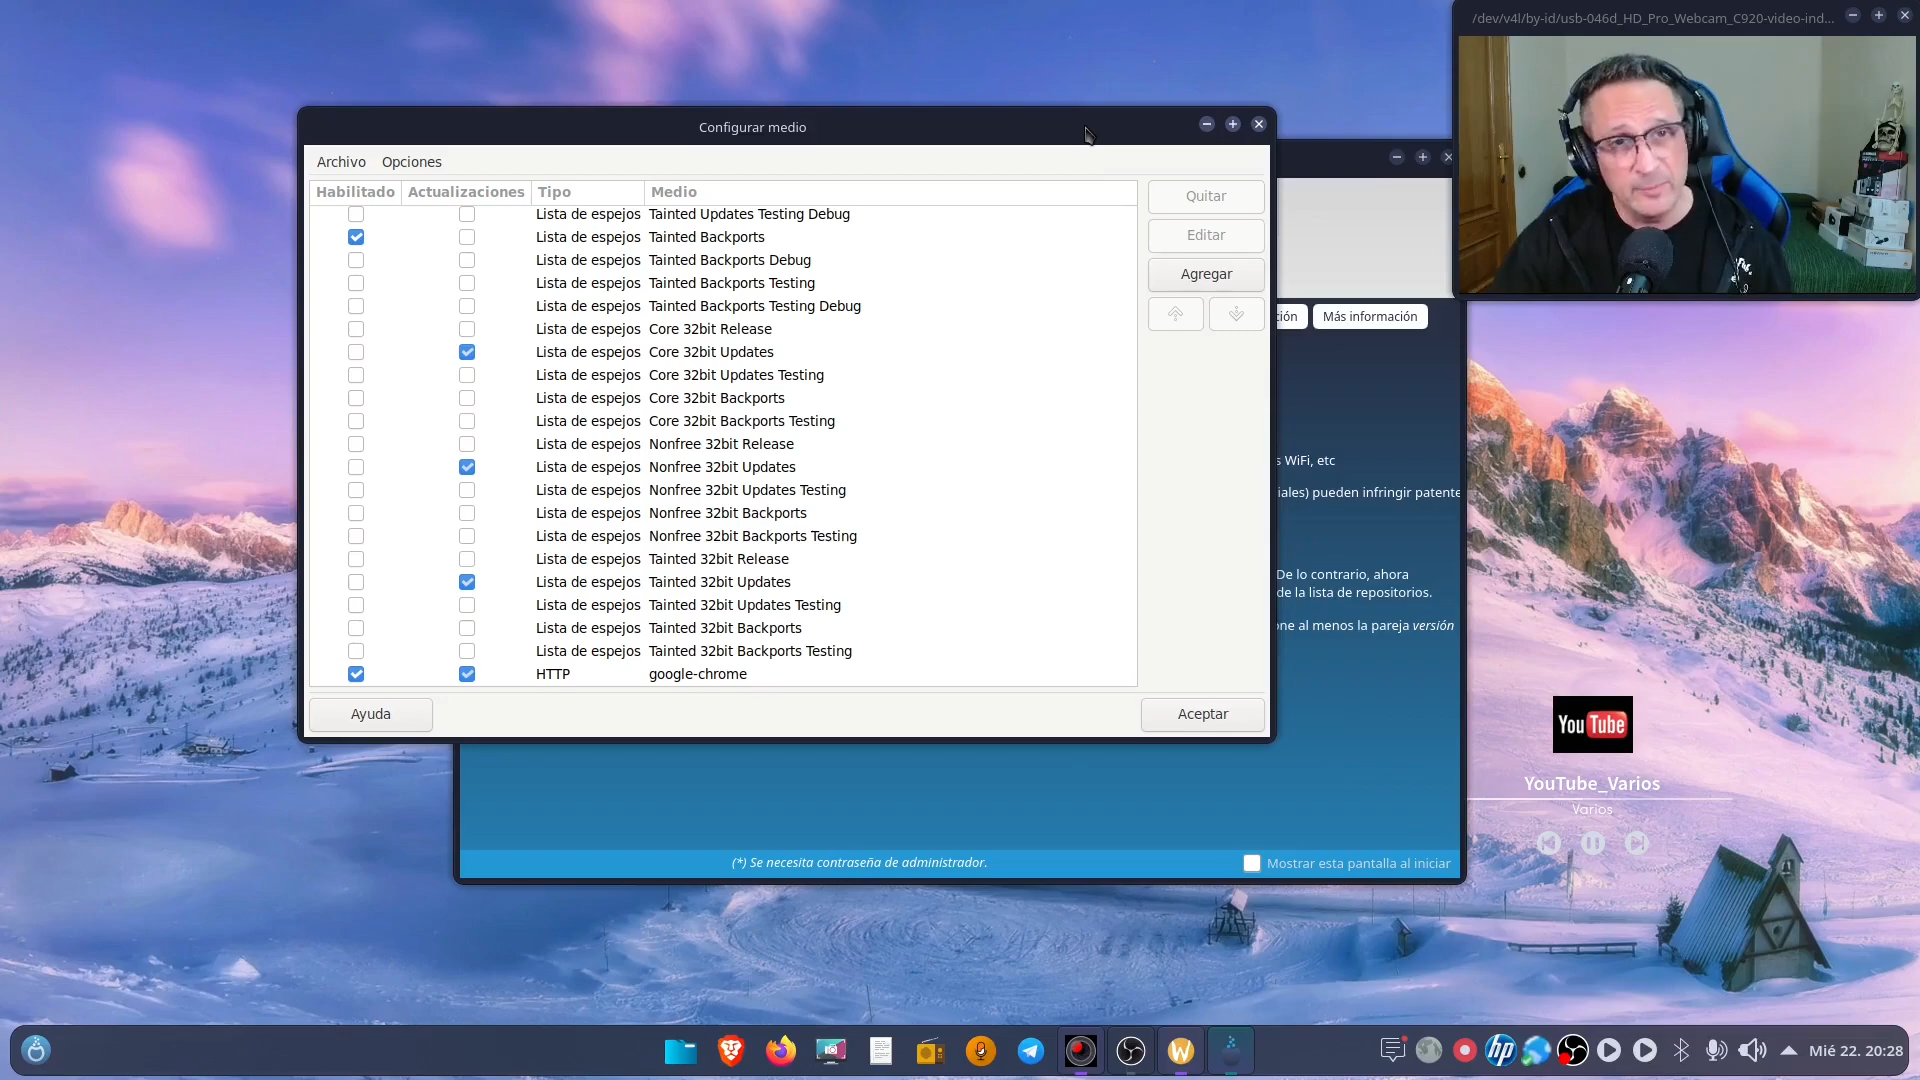 /dev/v4l/by-id/usb-046d_HD_Pro_Webcam_C920-video-ind...
Configurar medio
Archivo Opciones
Habilitado Actualizaciones Tipo Medio
Lista de espejos Tainted Updates Testing Debug
Lista de espejos Tainted Backports
Lista de espejos Tainted Backports Debug
Lista de espejos Tainted Backports Testing
Lista de espejos Tainted Backports Testing Debug
Lista de espejos Core 32bit Release
Lista de espejos Core 32bit Updates
Lista de espejos Core 32bit Updates Testing
Lista de espejos Core 32bit Backports
Lista de espejos Core 32bit Backports Testing
Lista de espejos Nonfree 32bit Release
Lista de espejos Nonfree 32bit Updates
Lista de espejos Nonfree 32bit Updates Testing
Lista de espejos Nonfree 32bit Backports
Lista de espejos Nonfree 32bit Backports Testing
Lista de espejos Tainted 32bit Release
Lista de espejos Tainted 32bit Updates
Lista de espejos Tainted 32bit Updates Testing
Lista de espejos Tainted 32bit Backports
Lista de espejos Tainted 32bit Backports Testing
HTTP google-chrome
Quitar
Editar
Agregar
Ayuda
Aceptar
ción
Más información
s WiFi, etc
iales) pueden infringir patente
De lo contrario, ahora
de la lista de repositorios.
one al menos la pareja versión
(*) Se necesita contraseña de administrador.
Mostrar esta pantalla al iniciar
YouTube
YouTube_Varios
Varios
hp
Mié 22. 20:28